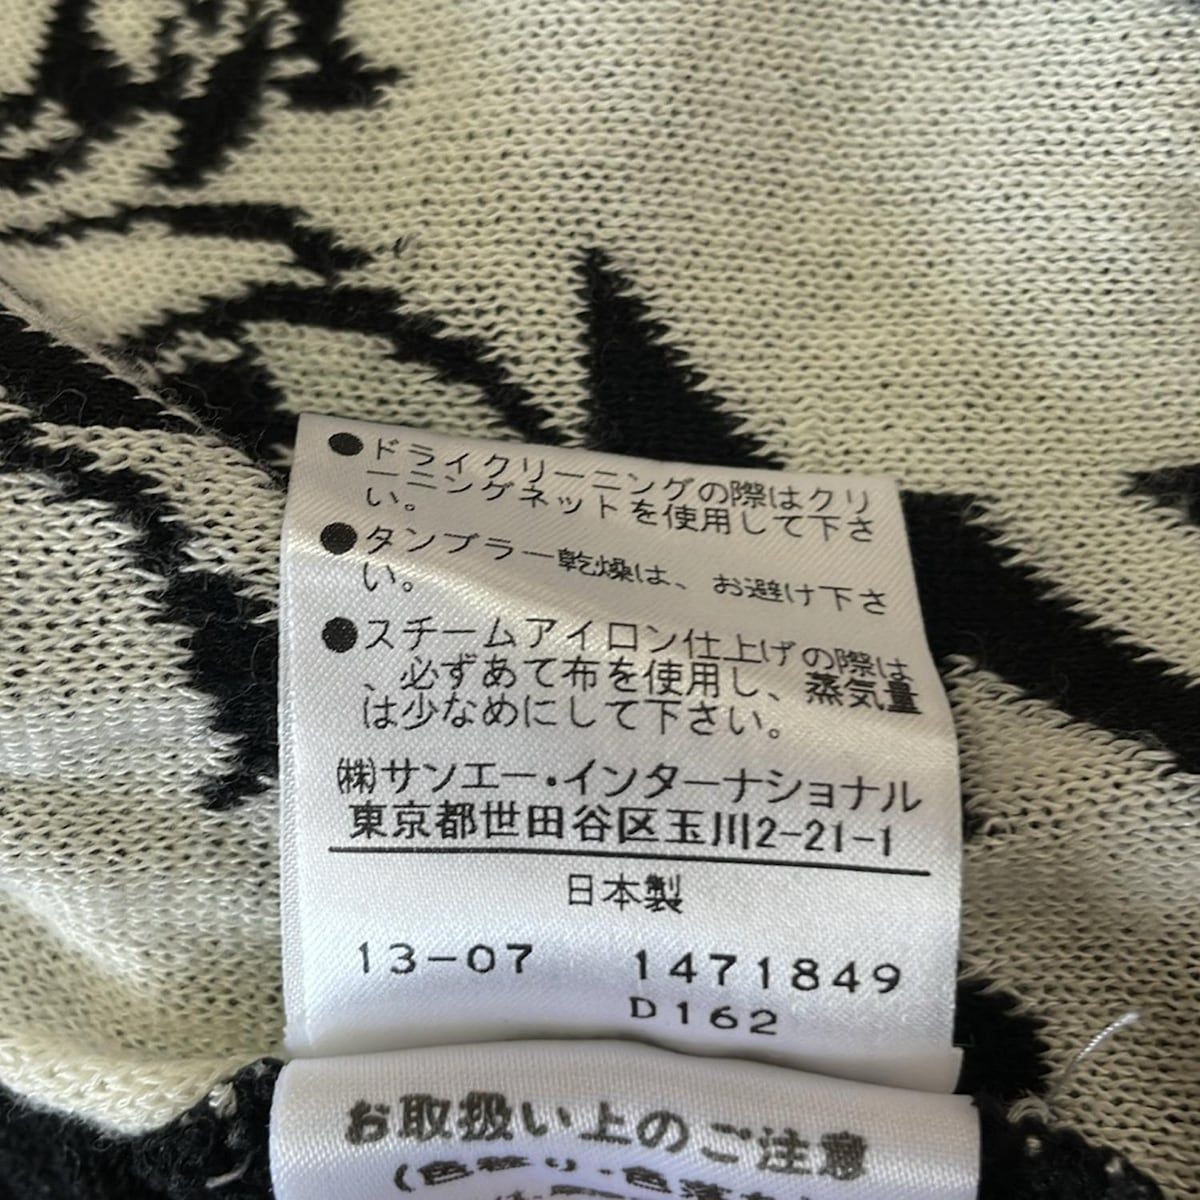 ●ドライクリーニングの際はクリ
ーニングネットを使用して下さ
い。
●タンブラー乾燥は、お避け下さ
い。
●スチームアイロン仕上げの際は
、必ずあて布を使用し、蒸気量
は少なめにして下さい。
㈱サンエー・インターナショナル
東京都世田谷区玉川2-21-1
日本製
13-07 1471849
D162
お取扱い上のご注意
(色移り・色落